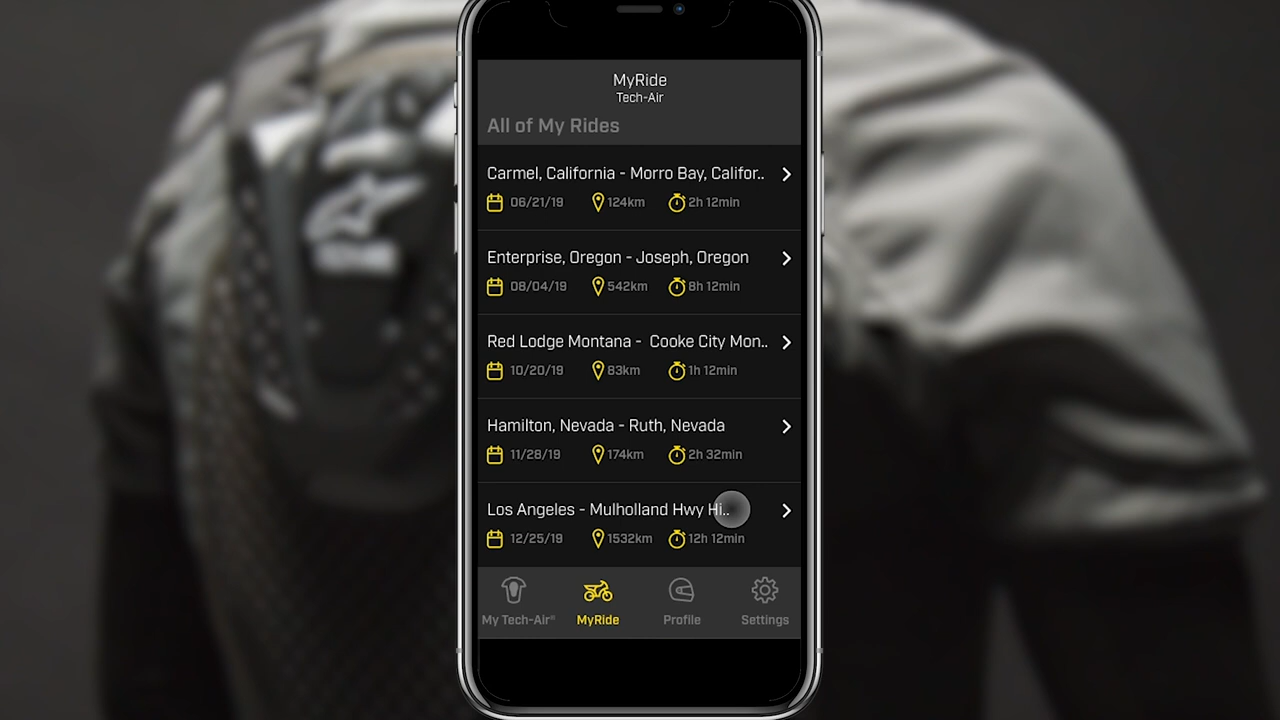 MyRide
Tech-Air
All of My Rides
Carmel, California - Morro Bay, Califor..
06/21/19 124km 2h 12min
Enterprise, Oregon - Joseph, Oregon
08/04/19 542km 8h 12min
Red Lodge Montana - Cooke City Mon..
10/20/19 83km 1h 12min
Hamilton, Nevada - Ruth, Nevada
11/28/19 174km 2h 32min
Los Angeles - Mulholland Hwy Hi..
12/25/19 1532km 12h 12min
My Tech-Air® MyRide Profile Settings